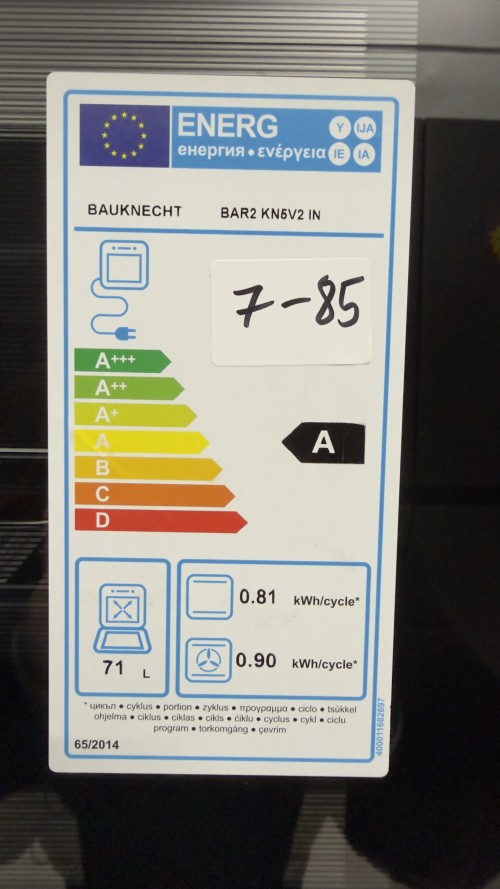 ENERG Y IJA
енергия • ενέργεια IE IA
BAUKNECHT BAR2 KN5V2 IN
7-85
A+++
A++
A+
A
A
B
C
D
0.81 kWh/cycle*
71 L
0.90 kWh/cycle*
* цикъл • cyklus • portion • zyklus • πρόγραμμα • ciclo • tsükkel
ohjelma • ciklus • ciklas • cikls • ċiklu • cyclus • cykl • ciclu
program • torkomgång • çevrim
65/2014
400011682697